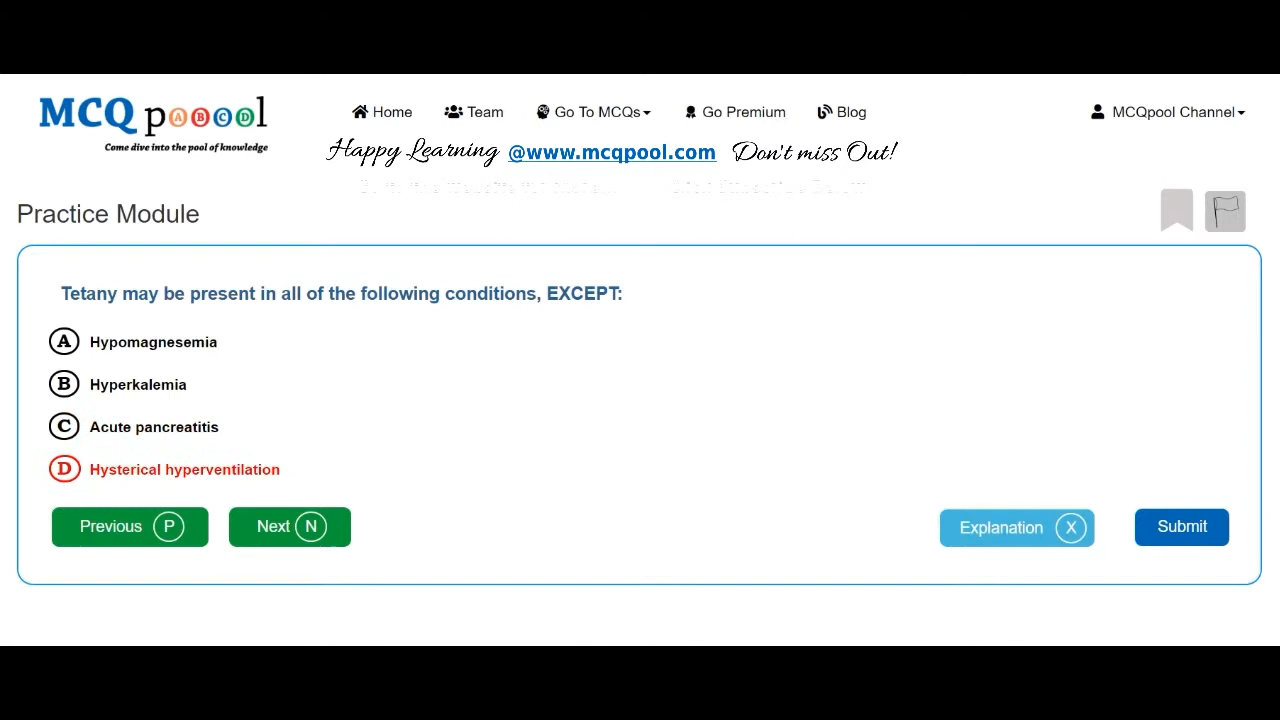 MCQ pABCDl
Come dive into the pool of knowledge
Home Team Go To MCQs Go Premium Blog MCQpool Channel
Happy Learning @www.mcqpool.com Don't miss Out!
Practice Module
Tetany may be present in all of the following conditions, EXCEPT:
A Hypomagnesemia
B Hyperkalemia
C Acute pancreatitis
D Hysterical hyperventilation
Previous P Next N Explanation X Submit